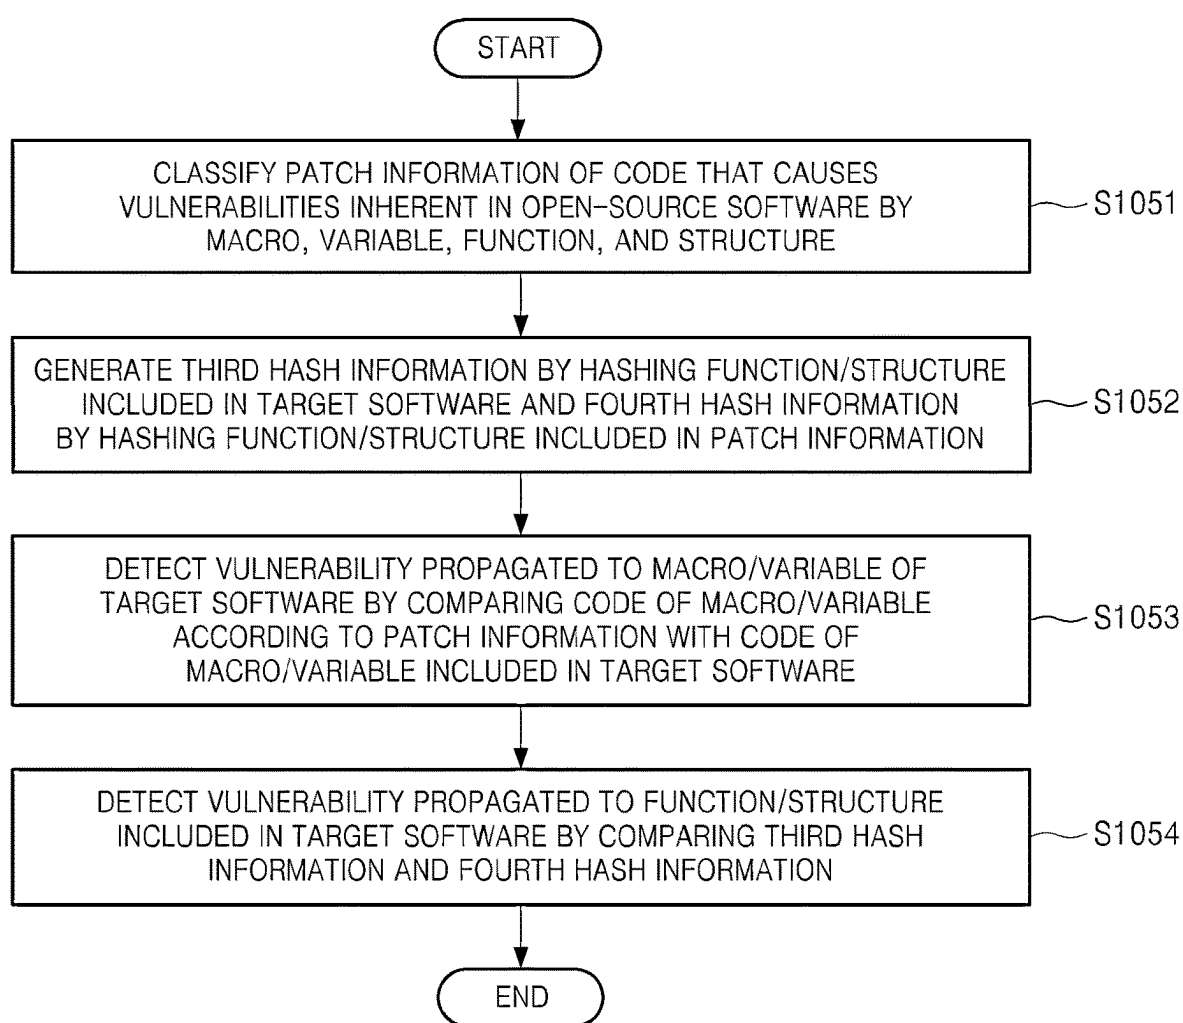 START
CLASSIFY PATCH INFORMATION OF CODE THAT CAUSES
VULNERABILITIES INHERENT IN OPEN-SOURCE SOFTWARE BY
MACRO, VARIABLE, FUNCTION, AND STRUCTURE
S1051
GENERATE THIRD HASH INFORMATION BY HASHING FUNCTION/STRUCTURE
INCLUDED IN TARGET SOFTWARE AND FOURTH HASH INFORMATION
BY HASHING FUNCTION/STRUCTURE INCLUDED IN PATCH INFORMATION
S1052
DETECT VULNERABILITY PROPAGATED TO MACRO/VARIABLE OF
TARGET SOFTWARE BY COMPARING CODE OF MACRO/VARIABLE
ACCORDING TO PATCH INFORMATION WITH CODE OF
MACRO/VARIABLE INCLUDED IN TARGET SOFTWARE
S1053
DETECT VULNERABILITY PROPAGATED TO FUNCTION/STRUCTURE
INCLUDED IN TARGET SOFTWARE BY COMPARING THIRD HASH
INFORMATION AND FOURTH HASH INFORMATION
S1054
END